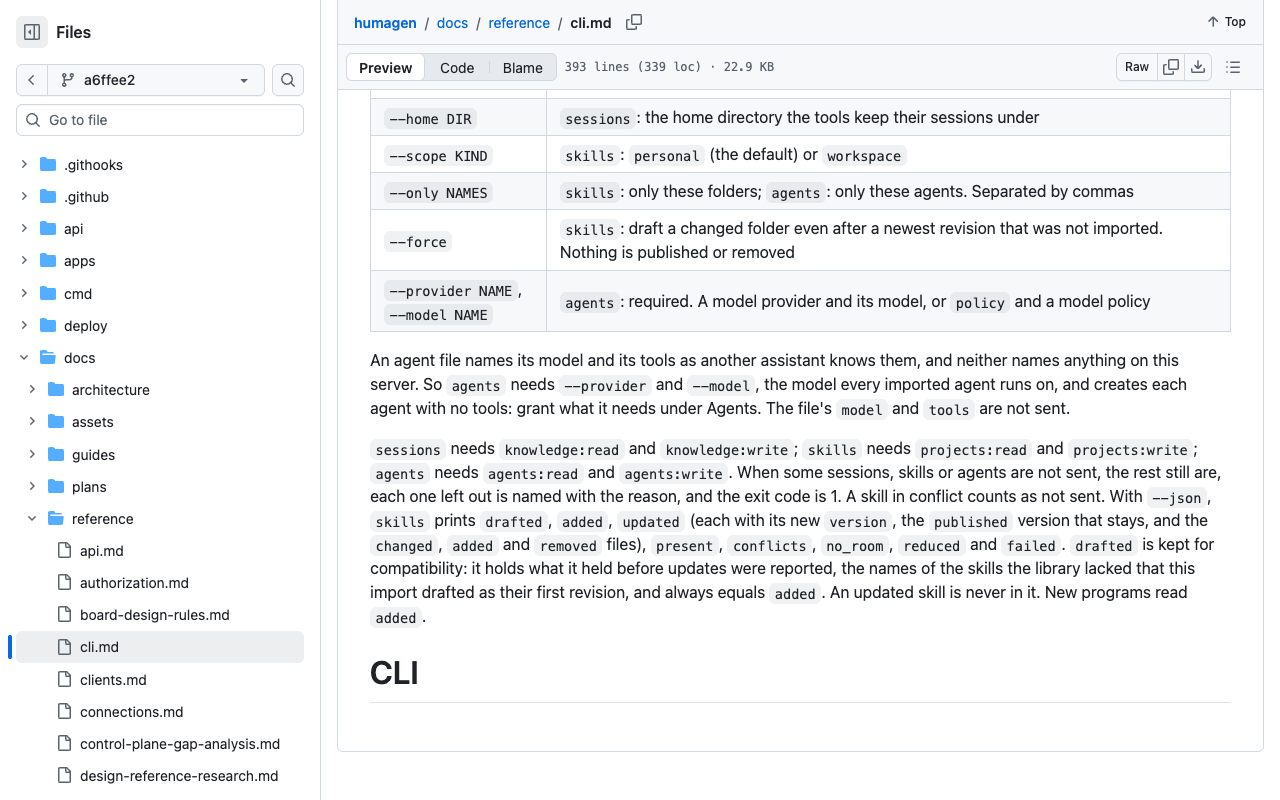 Files
humagen / docs / reference / cli.md
Top
a6ffee2
Preview Code Blame 393 lines (339 loc) · 22.9 KB
Raw
Go to file
.githooks
.github
api
apps
cmd
deploy
docs
architecture
assets
guides
plans
reference
api.md
authorization.md
board-design-rules.md
cli.md
clients.md
connections.md
control-plane-gap-analysis.md
design-reference-research.md
--home DIR sessions: the home directory the tools keep their sessions under
--scope KIND skills: personal (the default) or workspace
--only NAMES skills: only these folders; agents: only these agents. Separated by commas
--force skills: draft a changed folder even after a newest revision that was not imported.
Nothing is published or removed
--provider NAME,
--model NAME
agents: required. A model provider and its model, or policy and a model policy
An agent file names its model and its tools as another assistant knows them, and neither names anything on this
server. So agents needs --provider and --model, the model every imported agent runs on, and creates each
agent with no tools: grant what it needs under Agents. The file's model and tools are not sent.
sessions needs knowledge:read and knowledge:write; skills needs projects:read and projects:write;
agents needs agents:read and agents:write. When some sessions, skills or agents are not sent, the rest still are,
each one left out is named with the reason, and the exit code is 1. A skill in conflict counts as not sent. With --json,
skills prints drafted, added, updated (each with its new version, the published version that stays, and the
changed, added and removed files), present, conflicts, no_room, reduced and failed. drafted is kept for
compatibility: it holds what it held before updates were reported, the names of the skills the library lacked that this
import drafted as their first revision, and always equals added. An updated skill is never in it. New programs read
added.
CLI